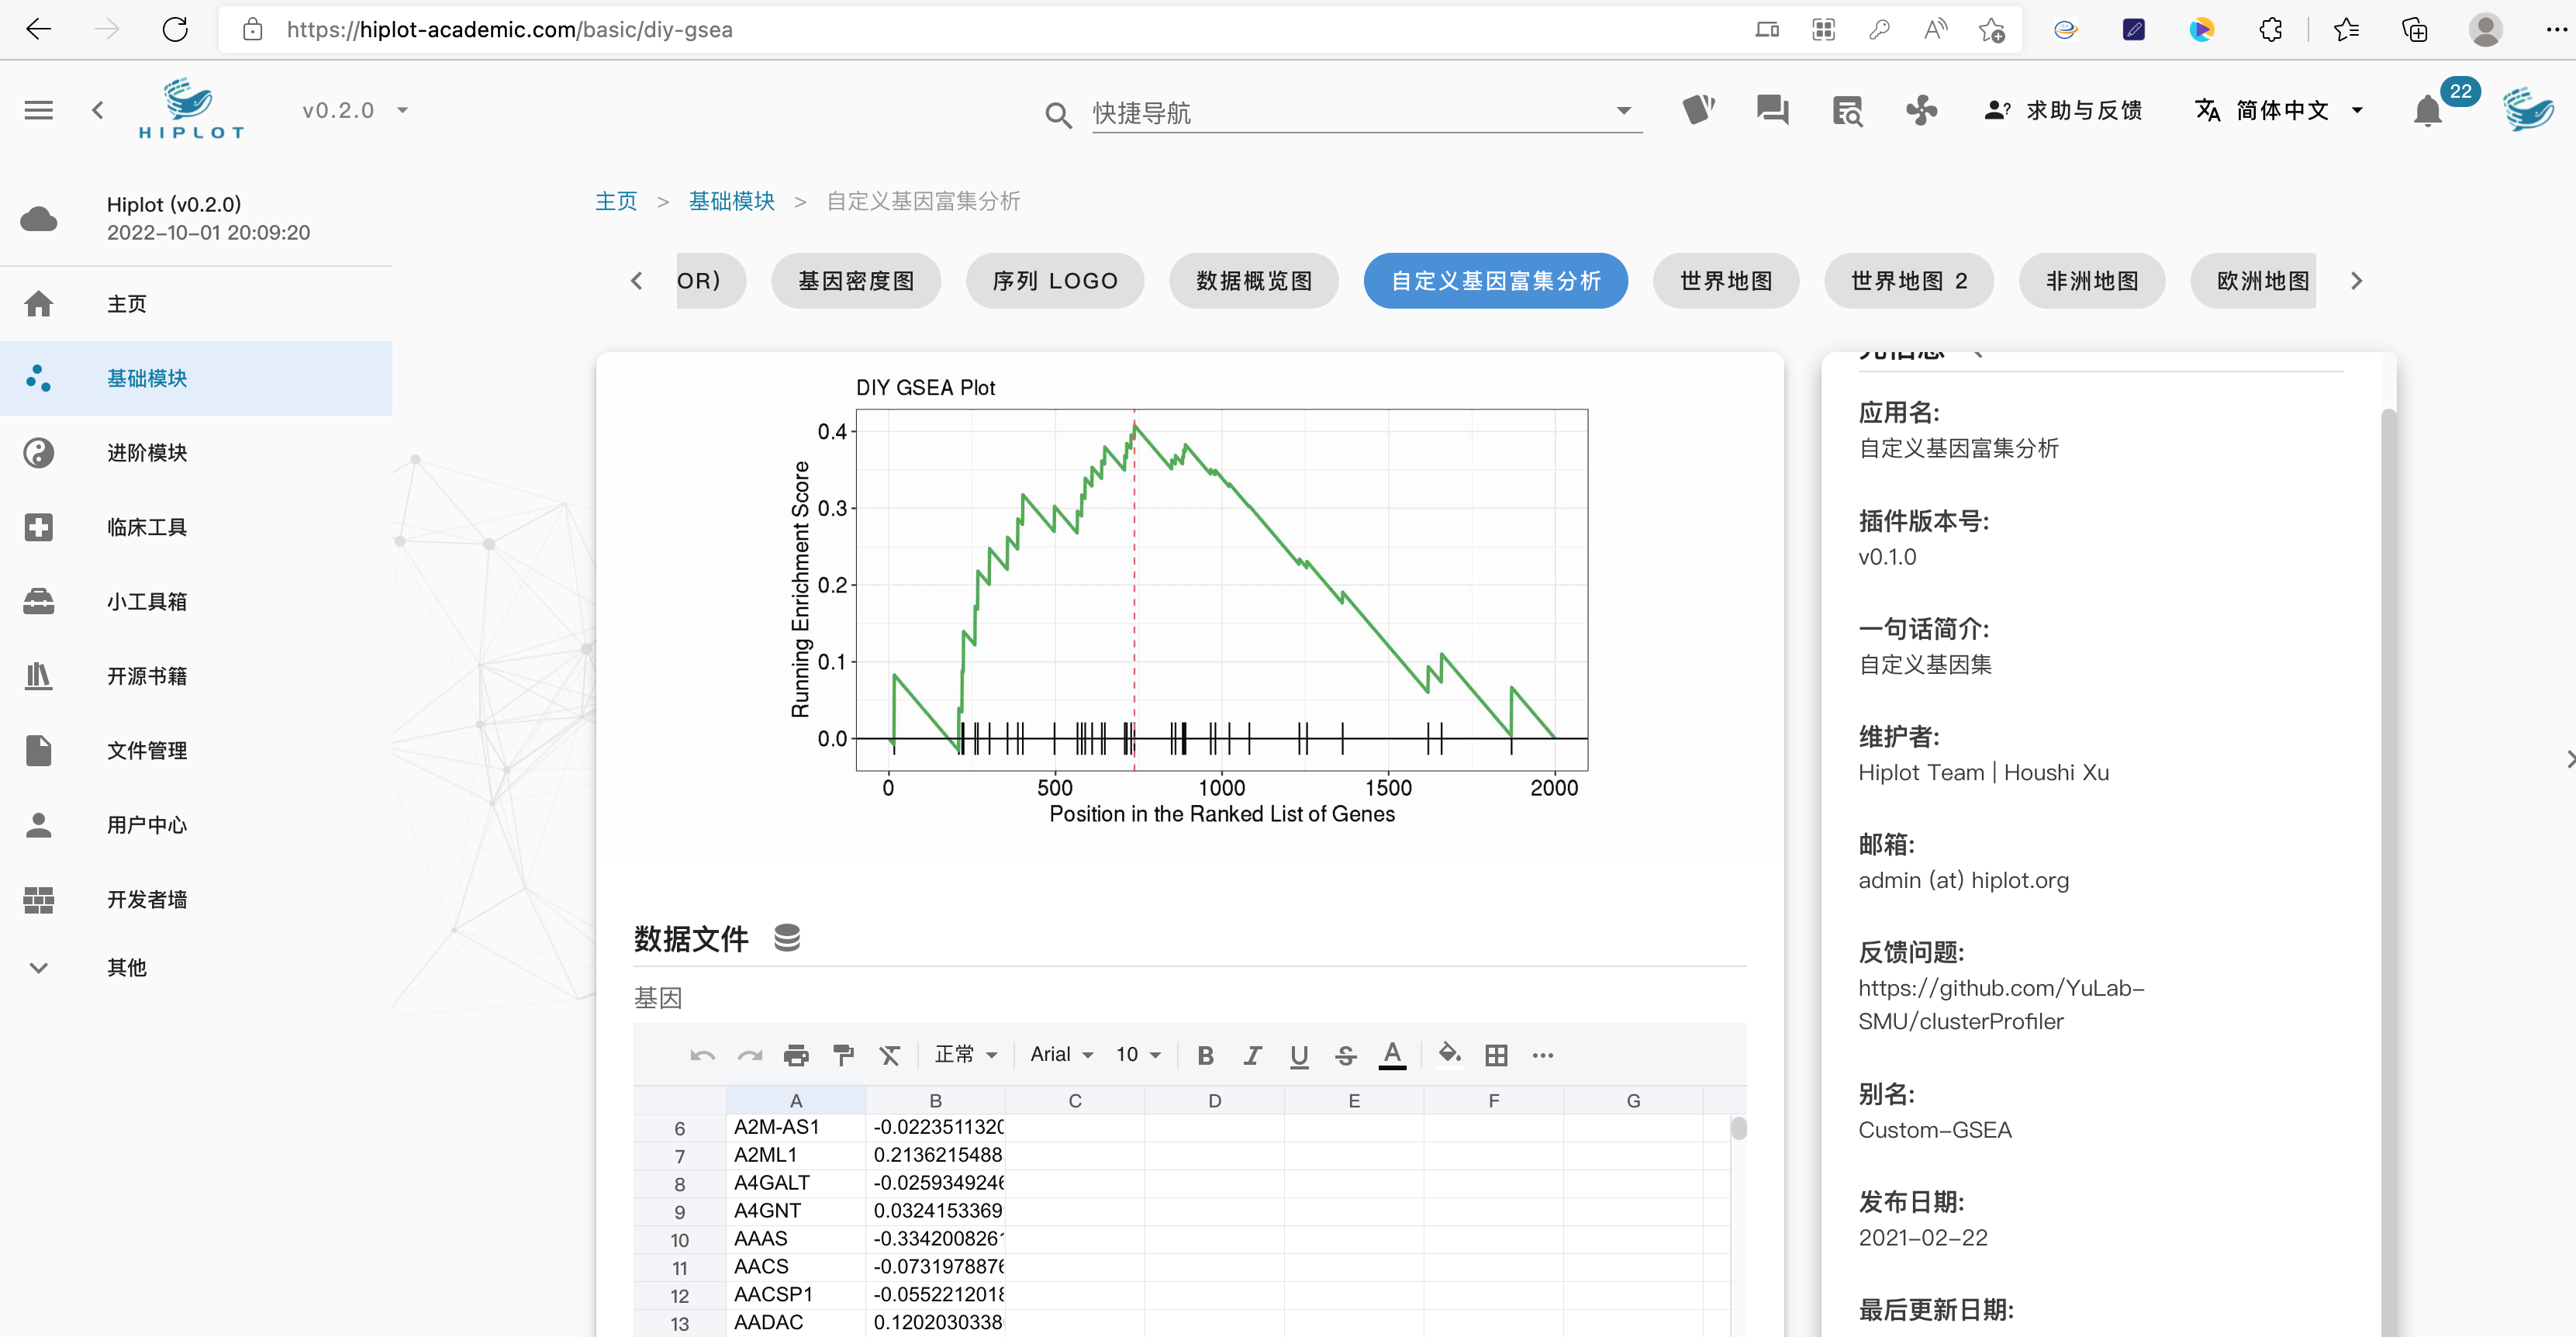 https://hiplot-academic.com/basic/diy-gsea
HIPLOT
v0.2.0
快捷导航
求助与反馈
简体中文
22
Hiplot (v0.2.0)
2022-10-01 20:09:20
主页
基础模块
进阶模块
临床工具
小工具箱
开源书籍
文件管理
用户中心
开发者墙
其他
主页 > 基础模块 > 自定义基因富集分析
OR) 基因密度图 序列 LOGO 数据概览图 自定义基因富集分析 世界地图 世界地图 2 非洲地图 欧洲地图
DIY GSEA Plot
Running Enrichment Score
0.4
0.3
0.2
0.1
0.0
0 500 1000 1500 2000
Position in the Ranked List of Genes
数据文件
基因
正常 Arial 10 B I U S A
A B C D E F G
6 A2M-AS1 -0.0223511320
7 A2ML1 0.2136215488
8 A4GALT -0.0259349246
9 A4GNT 0.0324153369
10 AAAS -0.334200826
11 AACS -0.0731978876
12 AACSP1 -0.0552212018
13 AADAC 0.1202030338
应用名:
自定义基因富集分析
插件版本号:
v0.1.0
一句话简介:
自定义基因集
维护者:
Hiplot Team | Houshi Xu
邮箱:
admin (at) hiplot.org
反馈问题:
https://github.com/YuLab-
SMU/clusterProfiler
别名:
Custom-GSEA
发布日期:
2021-02-22
最后更新日期: